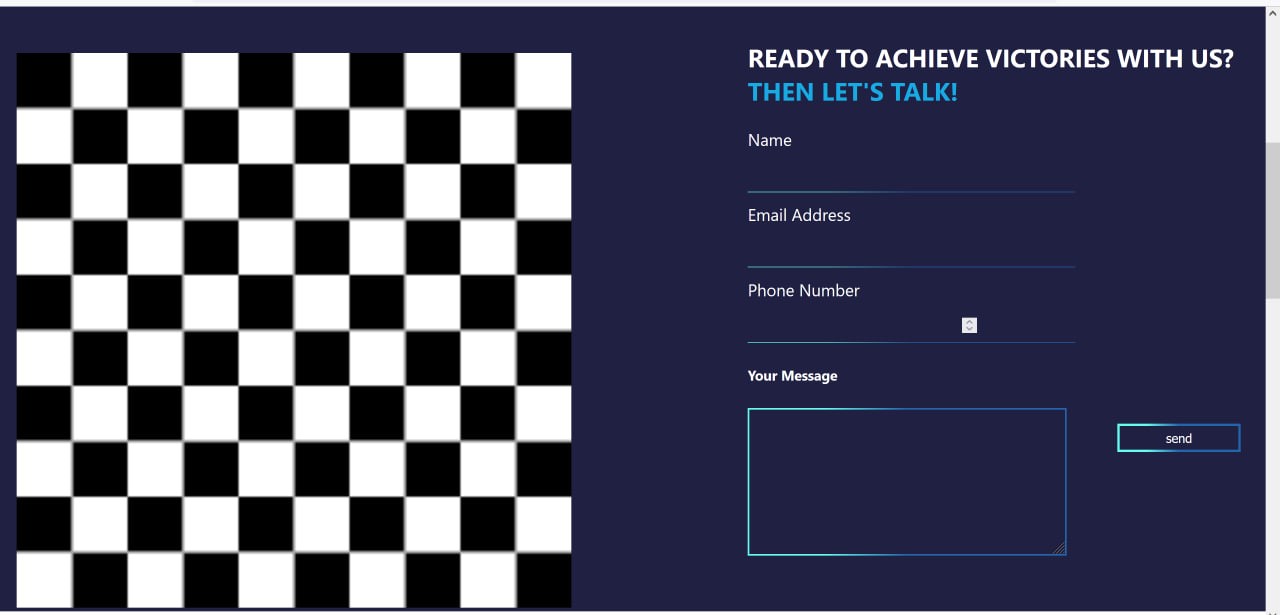 READY TO ACHIEVE VICTORIES WITH US?
THEN LET'S TALK!
Name
Email Address
Phone Number
Your Message
send